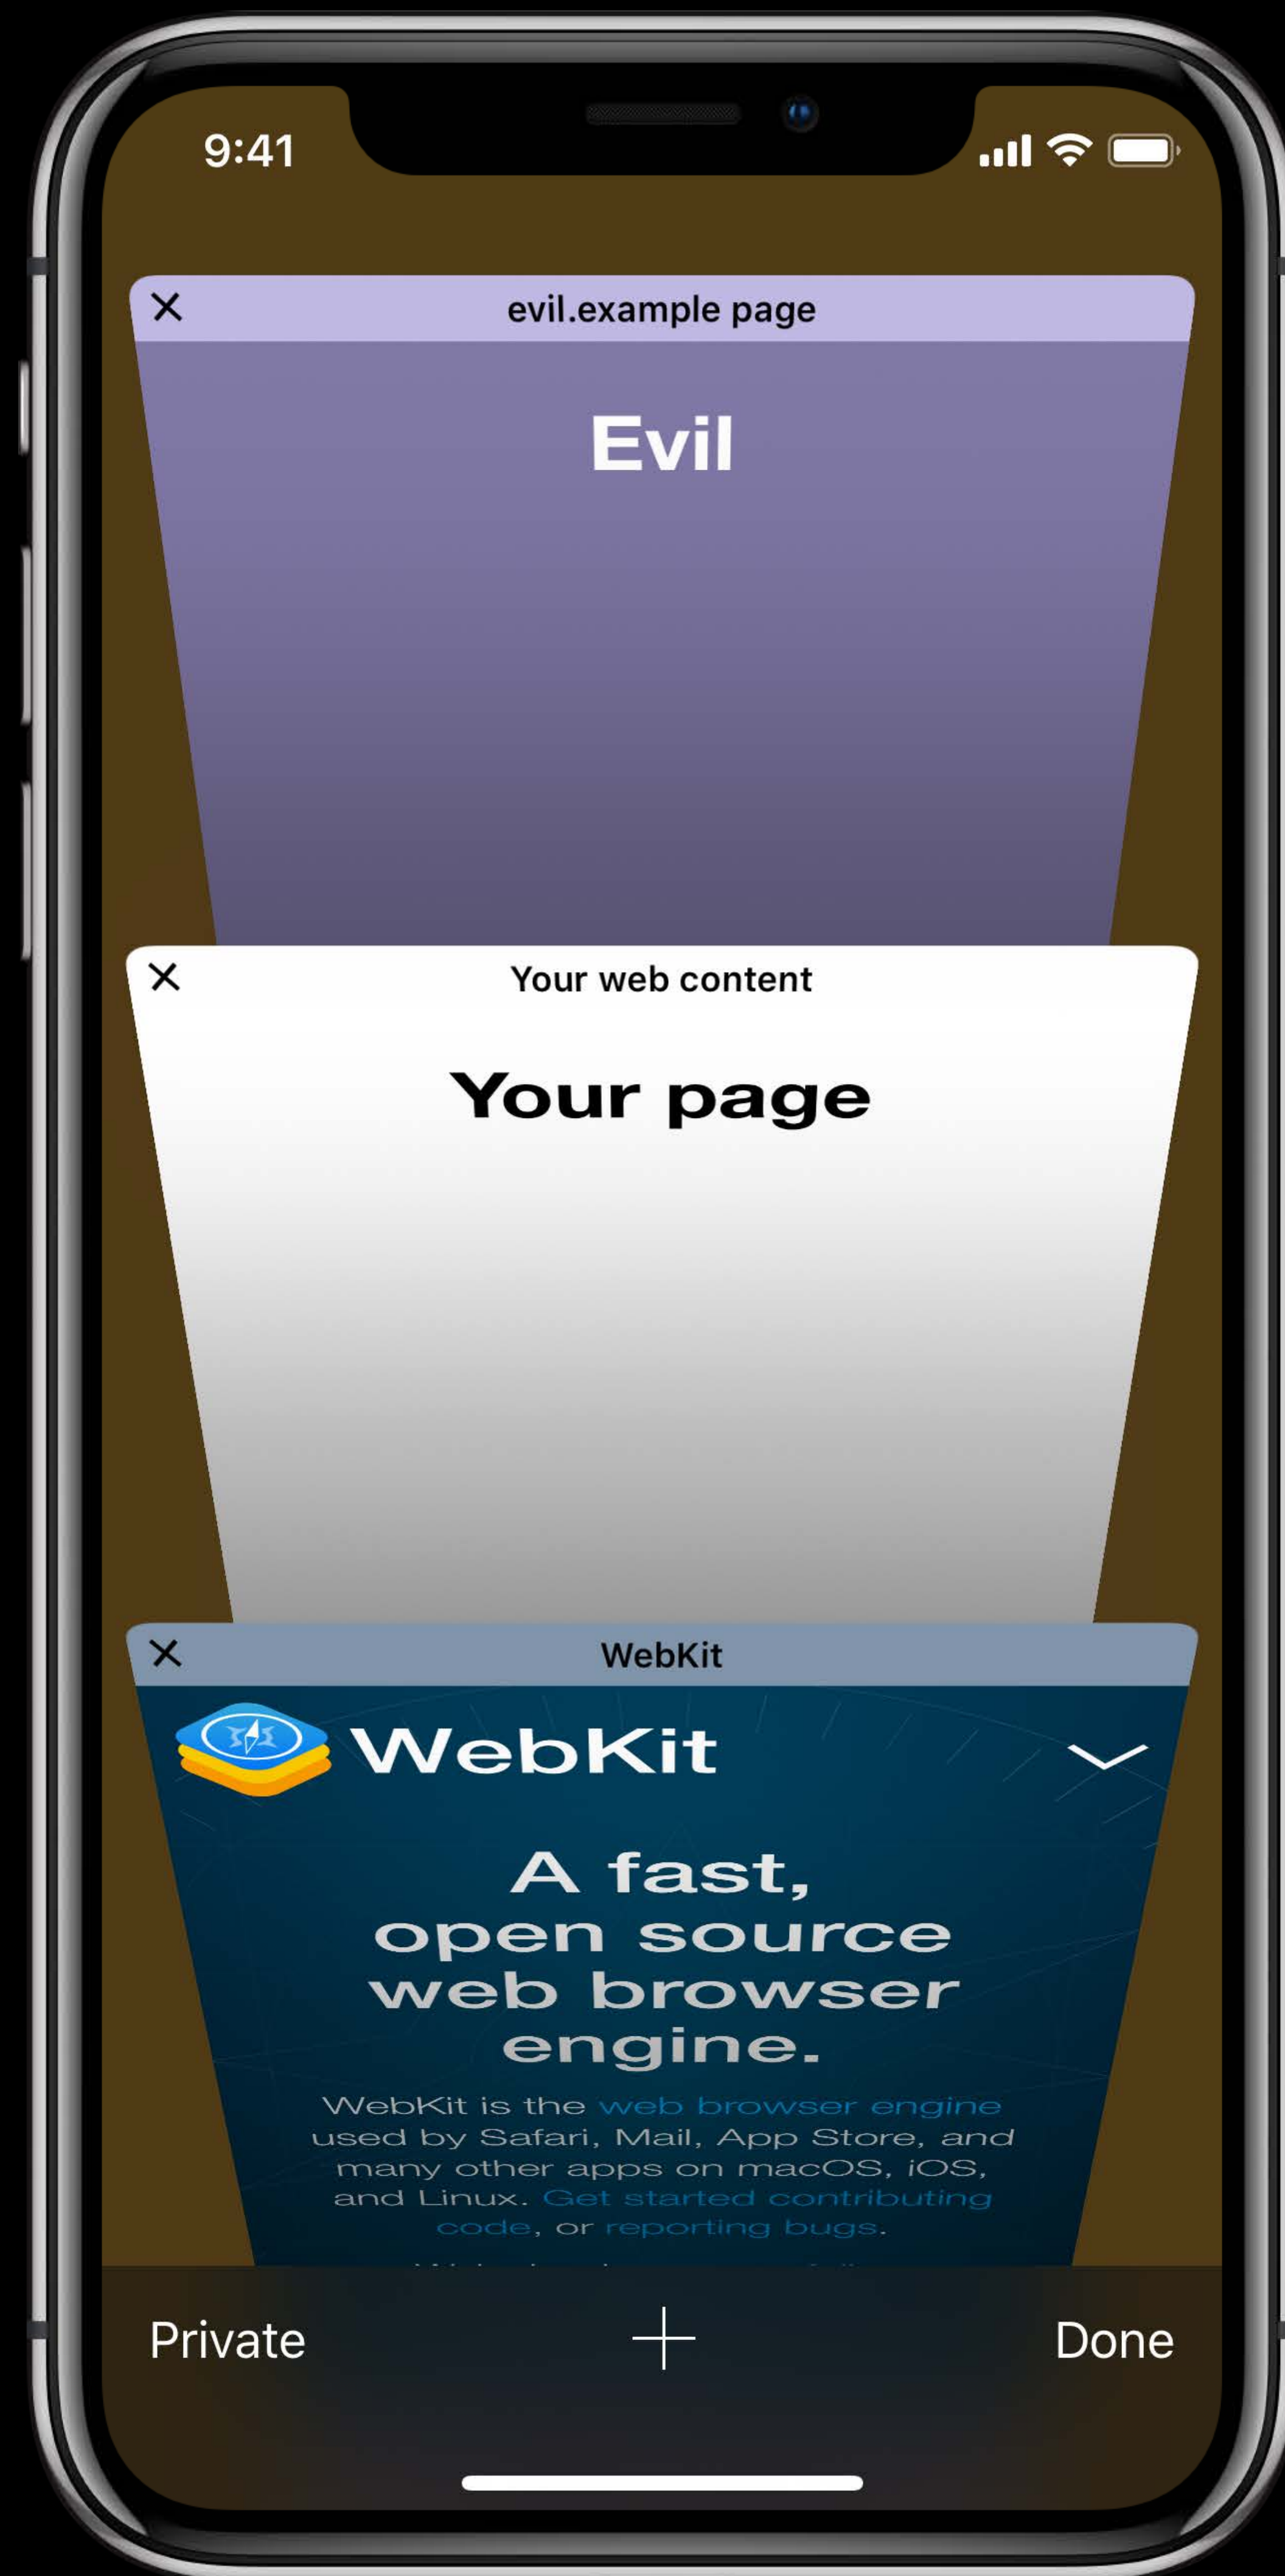 9:41
evil.example page
Evil
Your web content
Your page
WebKit
WebKit
A fast,
open source
web browser
engine.
WebKit is the web browser engine
used by Safari, Mail, App Store, and
many other apps on macOS, iOS,
and Linux. Get started contributing
code, or reporting bugs.
Private
Done